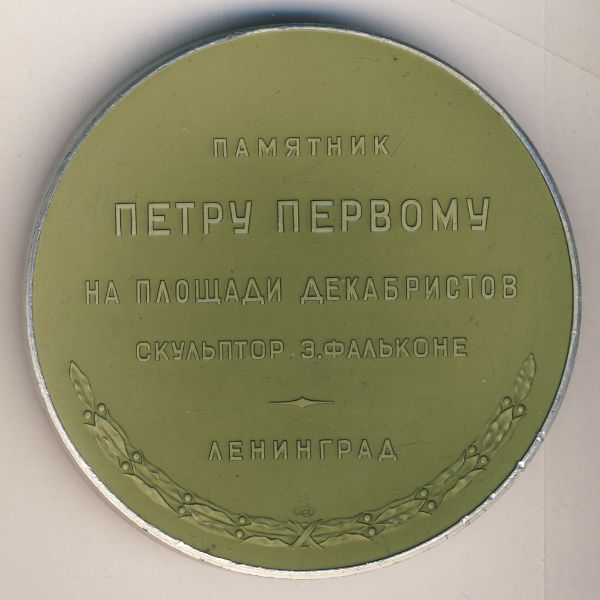 ПАМЯТНИК
ПЕТРУ ПЕРВОМУ
НА ПЛОЩАДИ ДЕКАБРИСТОВ
СКУЛЬПТОР Э.ФАЛЬКОНЕ
ЛЕНИНГРАД